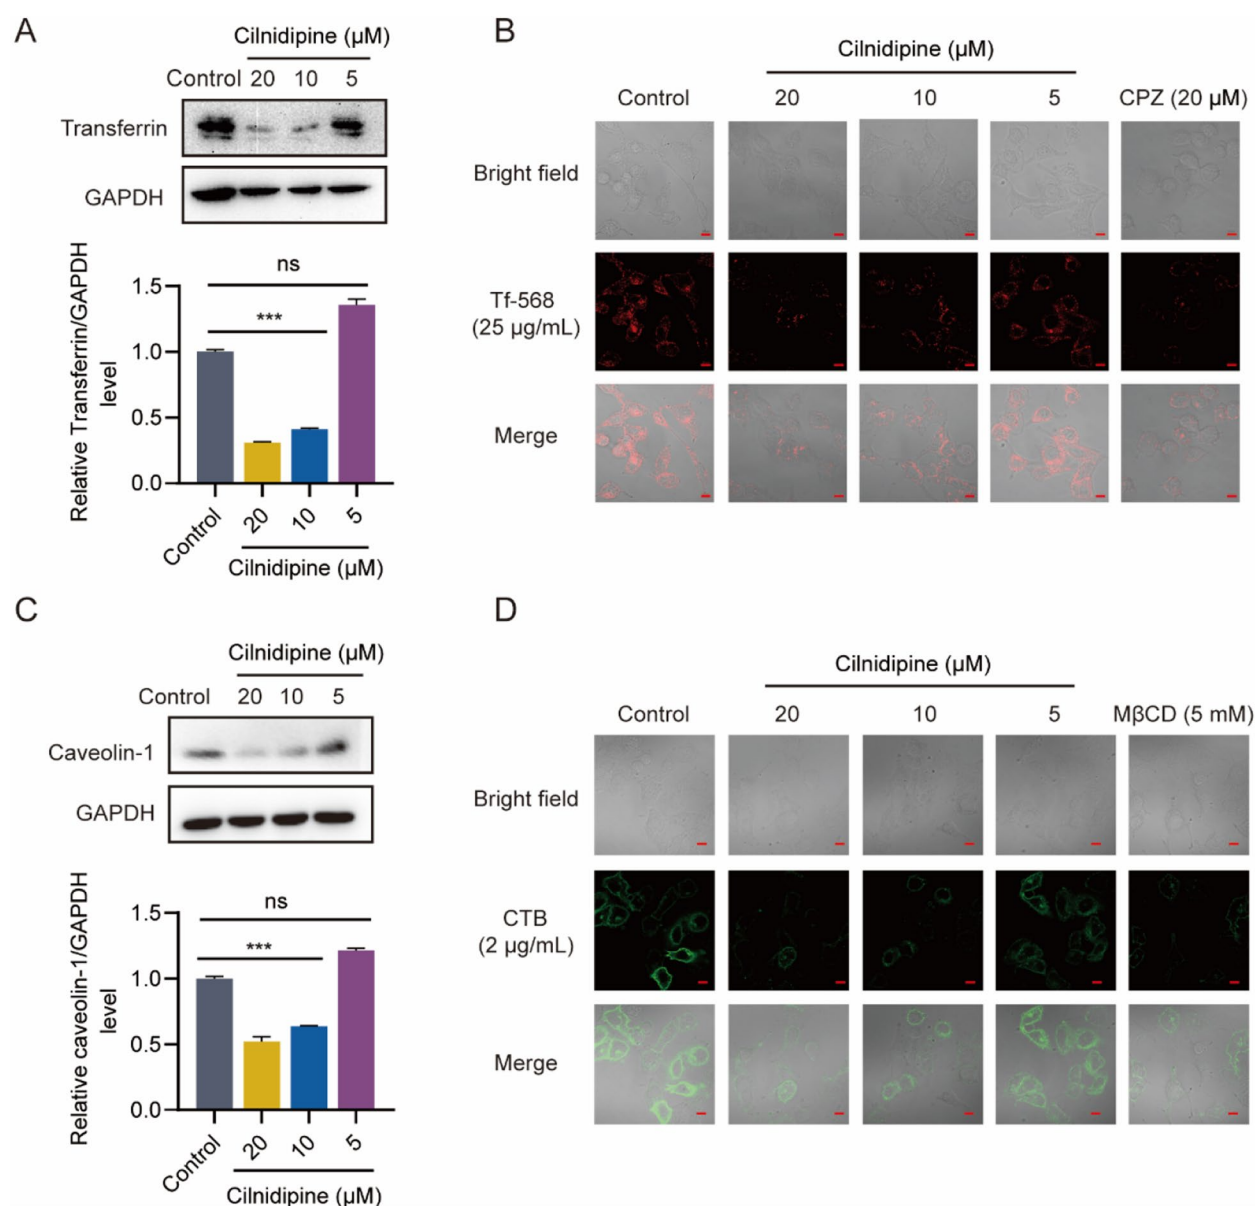 A
Cilnidipine (μM)
Control 20 10 5
Transferrin
GAPDH
ns
***
1.5
1.0
0.5
0.0
Relative Transferrin/GAPDH
level
Control
20
10
5
Cilnidipine (μM)
B
Cilnidipine (μM)
Control 20 10 5 CPZ (20 μM)
Bright field
Tf-568
(25 μg/mL)
Merge
C
Cilnidipine (μM)
Control 20 10 5
Caveolin-1
GAPDH
ns
***
1.5
1.0
0.5
0.0
Relative caveolin-1/GAPDH
level
Control
20
10
5
Cilnidipine (μM)
D
Cilnidipine (μM)
Control 20 10 5 MβCD (5 mM)
Bright field
CTB
(2 μg/mL)
Merge